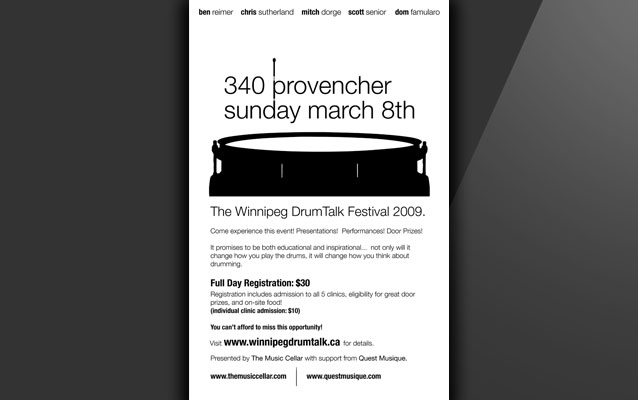 ben reimer chris sutherland mitch dorge scott senior dom famularo
340 provencher
sunday march 8th
The Winnipeg DrumTalk Festival 2009.
Come experience this event! Presentations! Performances! Door Prizes!
It promises to be both educational and inspirational... not only will it
change how you play the drums, it will change how you think about
drumming.
Full Day Registration: $30
Registration includes admission to all 5 clinics, eligibility for great door
prizes, and on-site food!
(individual clinic admission: $10)
You can't afford to miss this opportunity!
Visit www.winnipegdrumtalk.ca for details.
Presented by The Music Cellar with support from Quest Musique.
www.themusiccellar.com www.questmusique.com